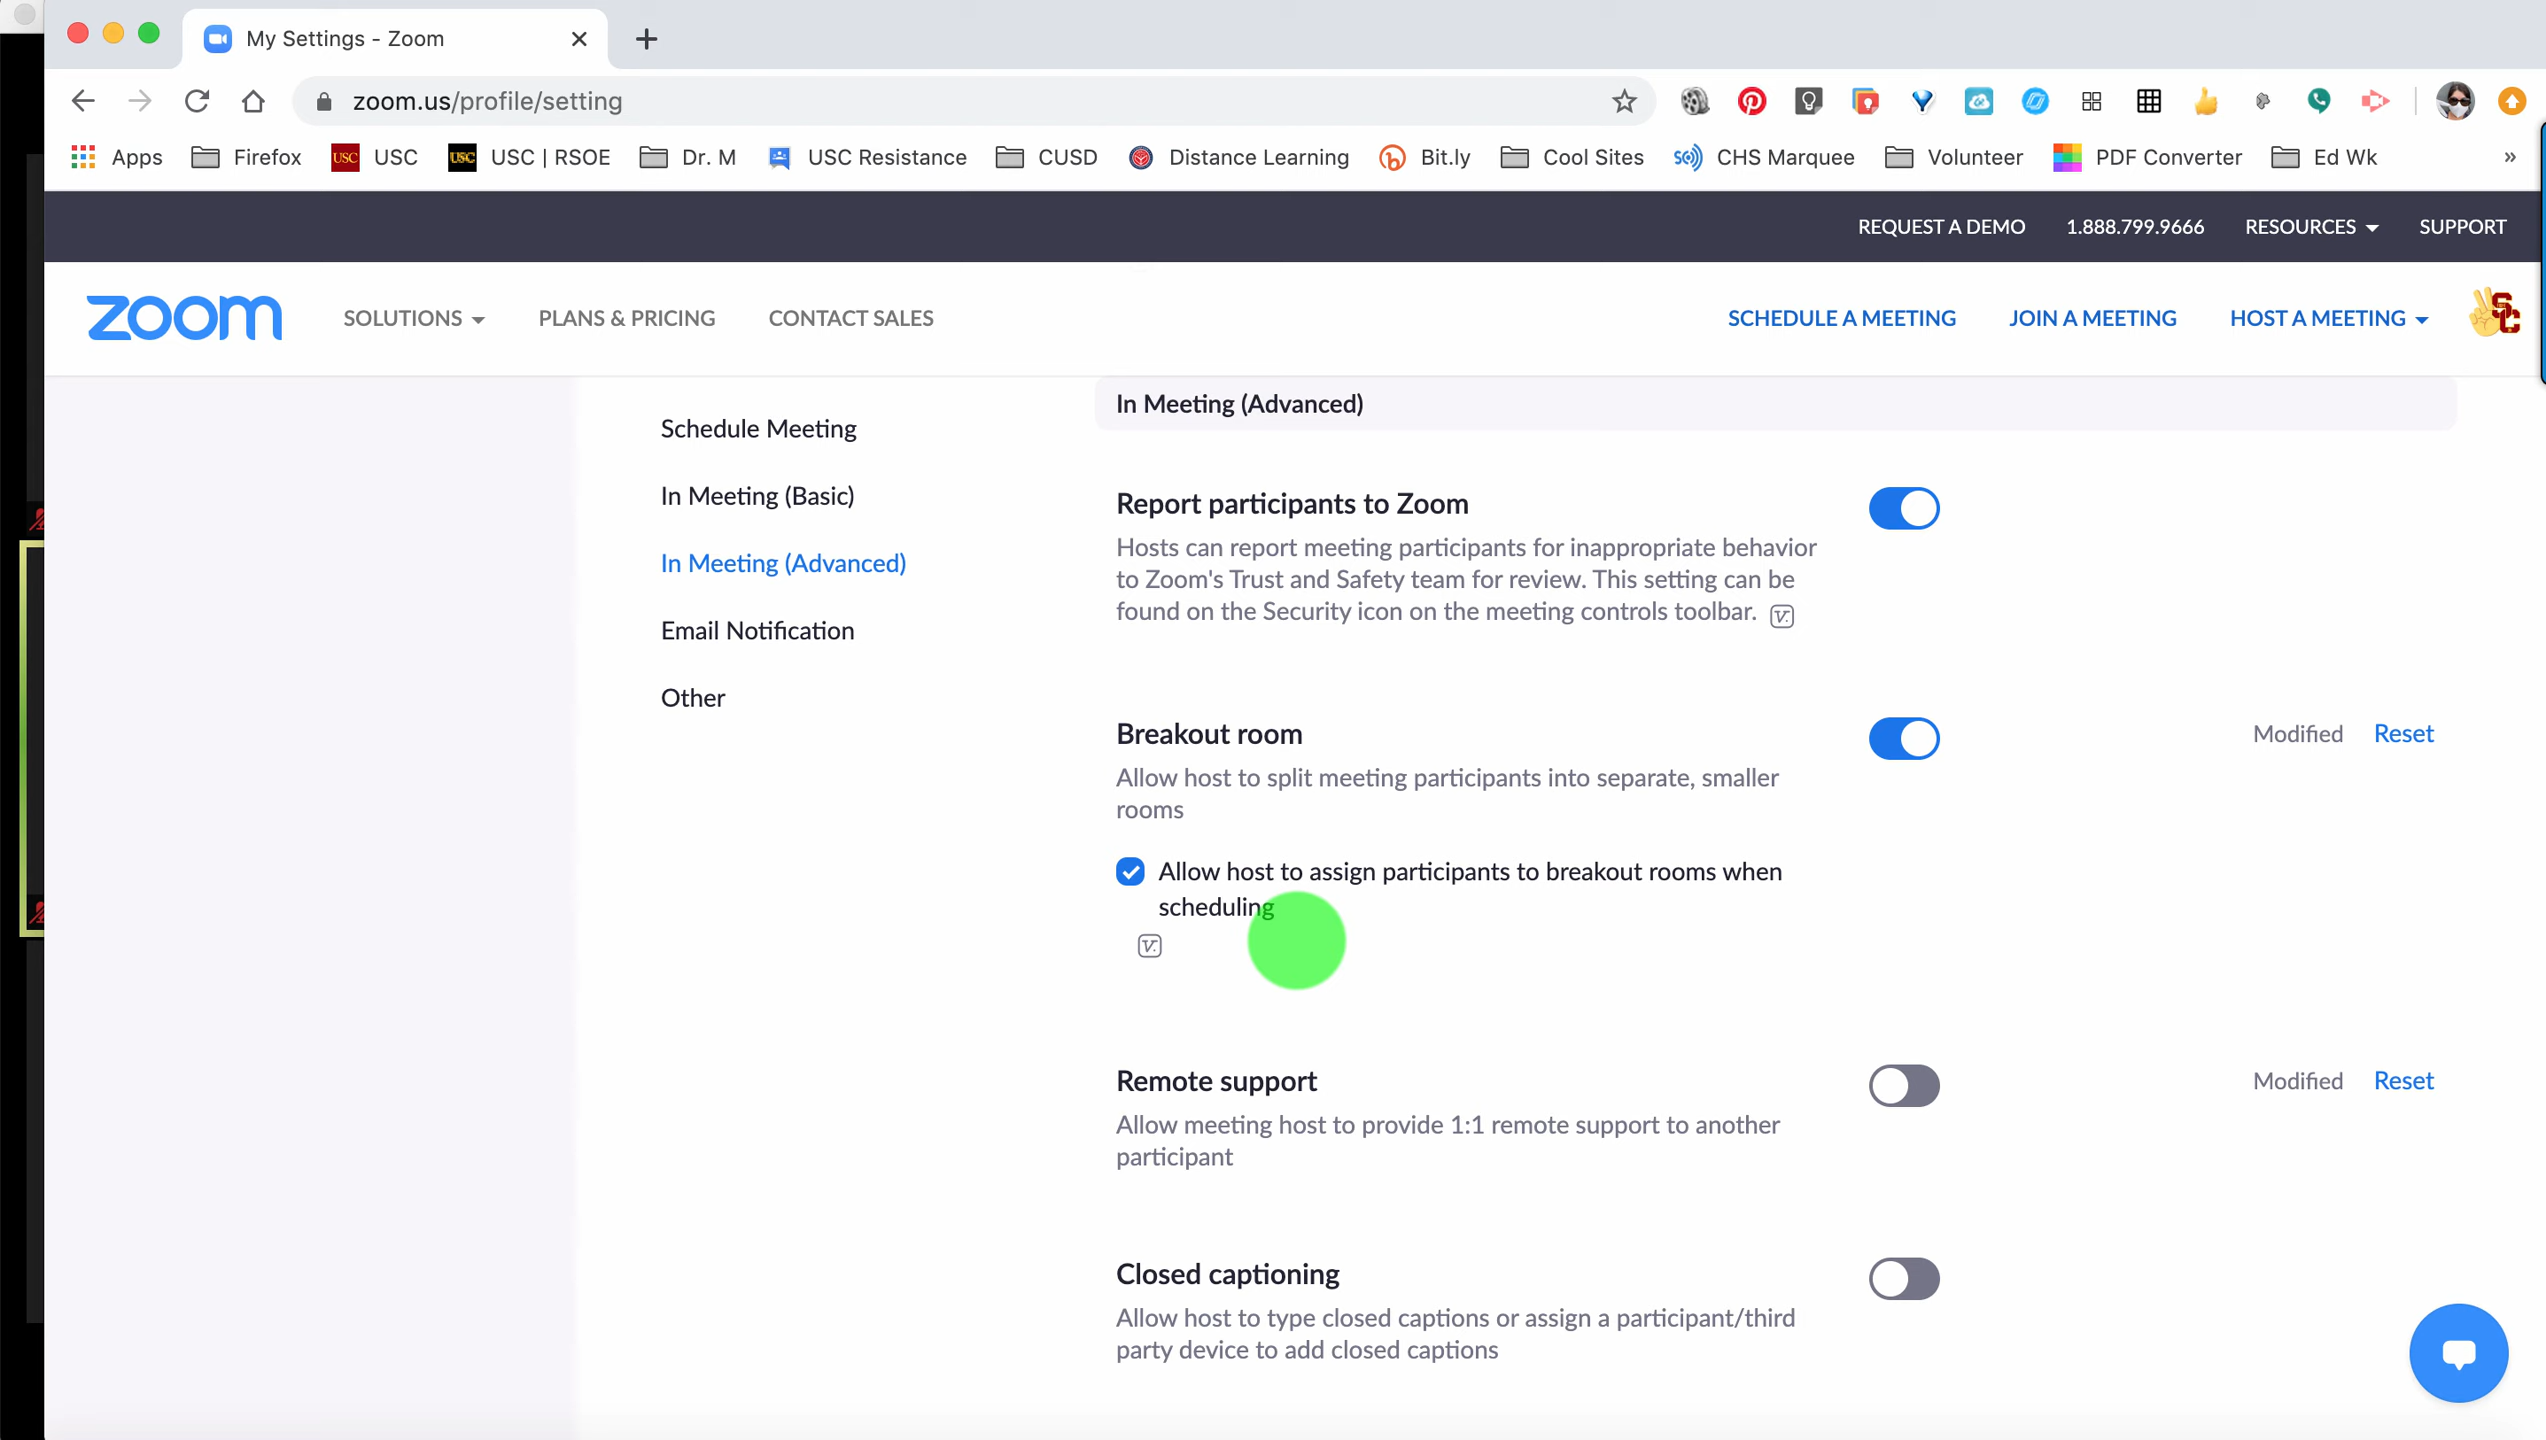 My Settings - Zoom
zoom.us/profile/setting
Apps Firefox USC USC USC USC | RSOE Dr. M USC Resistance CUSD Distance Learning Bit.ly Cool Sites CHS Marquee Volunteer PDF Converter Ed Wk »
REQUEST A DEMO 1.888.799.9666 RESOURCES SUPPORT
zoom SOLUTIONS PLANS & PRICING CONTACT SALES SCHEDULE A MEETING JOIN A MEETING HOST A MEETING SC
Schedule Meeting
In Meeting (Basic)
In Meeting (Advanced)
Email Notification
Other
In Meeting (Advanced)
Report participants to Zoom
Hosts can report meeting participants for inappropriate behavior
to Zoom's Trust and Safety team for review. This setting can be
found on the Security icon on the meeting controls toolbar.
Breakout room
Modified Reset
Allow host to split meeting participants into separate, smaller
rooms
Allow host to assign participants to breakout rooms when
scheduling
Remote support
Modified Reset
Allow meeting host to provide 1:1 remote support to another
participant
Closed captioning
Allow host to type closed captions or assign a participant/third
party device to add closed captions